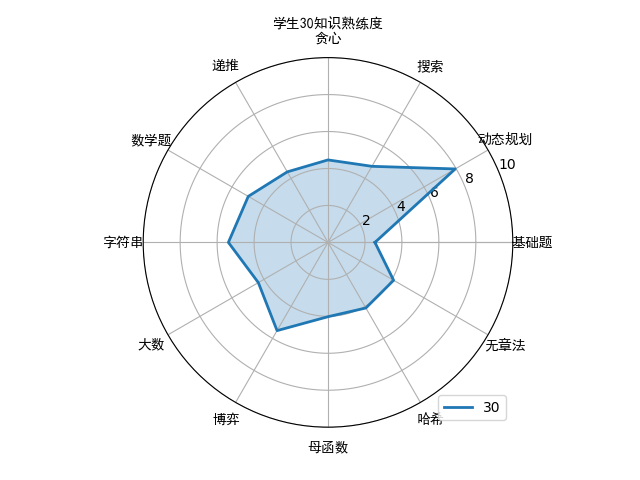 学生30知识熟练度
贪心
递推
搜索
数学题
动态规划
10
8
6
4
2
字符串
基础题
大数
无章法
博弈
哈希
30
母函数